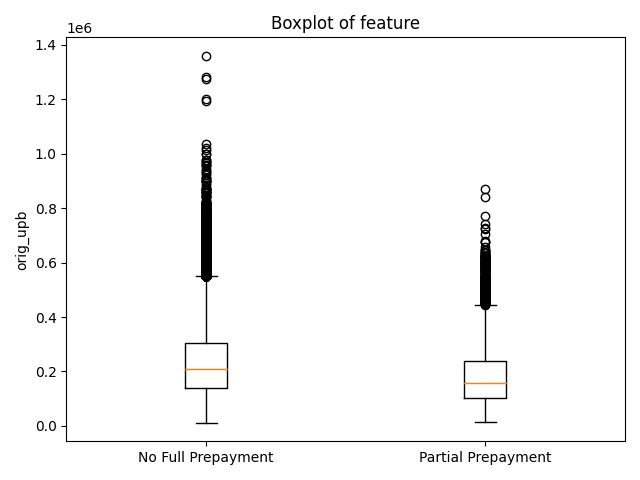 Boxplot of feature
1e6
1.4
1.2
1.0
0.8
0.6
0.4
0.2
0.0
orig_upb
No Full Prepayment
Partial Prepayment